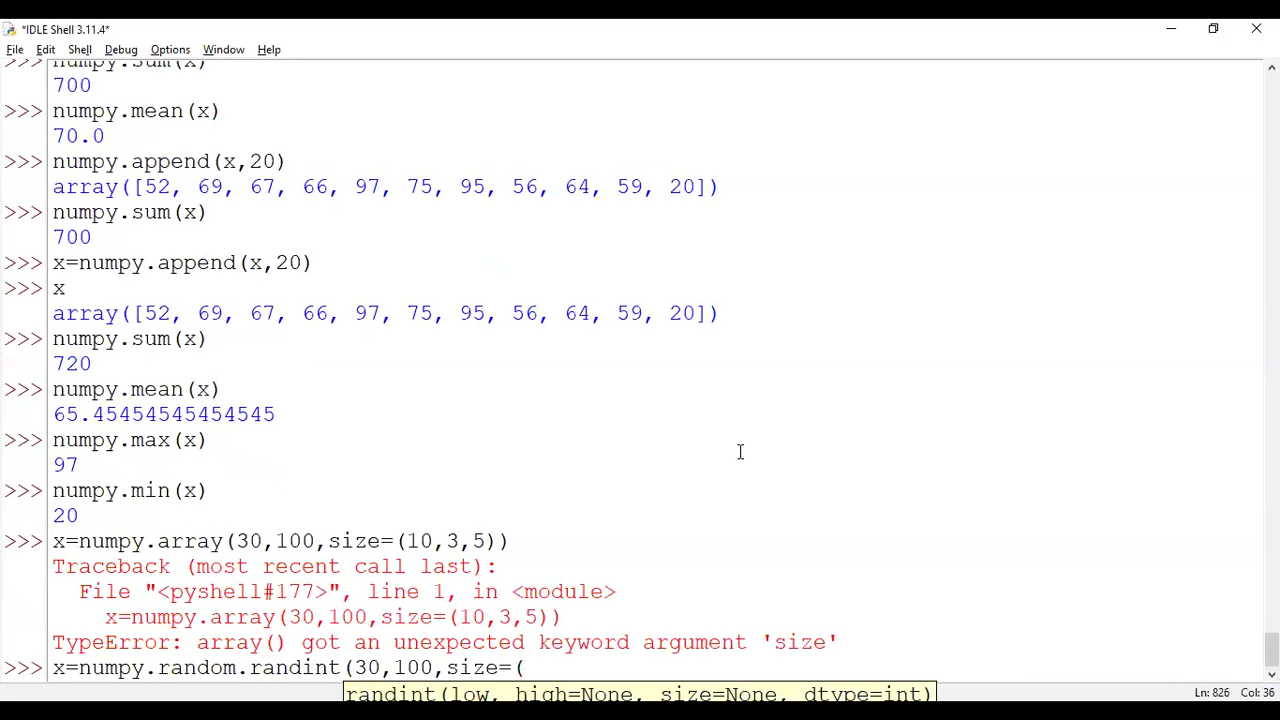 *IDLE Shell 3.11.4*
File Edit Shell Debug Options Window Help
>>> numpy.sum(x)
700
>>> numpy.mean(x)
70.0
>>> numpy.append(x,20)
array([52, 69, 67, 66, 97, 75, 95, 56, 64, 59, 20])
>>> numpy.sum(x)
700
>>> x=numpy.append(x,20)
>>> x
array([52, 69, 67, 66, 97, 75, 95, 56, 64, 59, 20])
>>> numpy.sum(x)
720
>>> numpy.mean(x)
65.45454545454545
>>> numpy.max(x)
97
>>> numpy.min(x)
20
>>> x=numpy.array(30,100,size=(10,3,5))
Traceback (most recent call last):
  File "<pyshell#177>", line 1, in <module>
    x=numpy.array(30,100,size=(10,3,5))
TypeError: array() got an unexpected keyword argument 'size'
>>> x=numpy.random.randint(30,100,size=(
randint(low, high=None, size=None, dtype=int)
Ln: 826 Col: 36